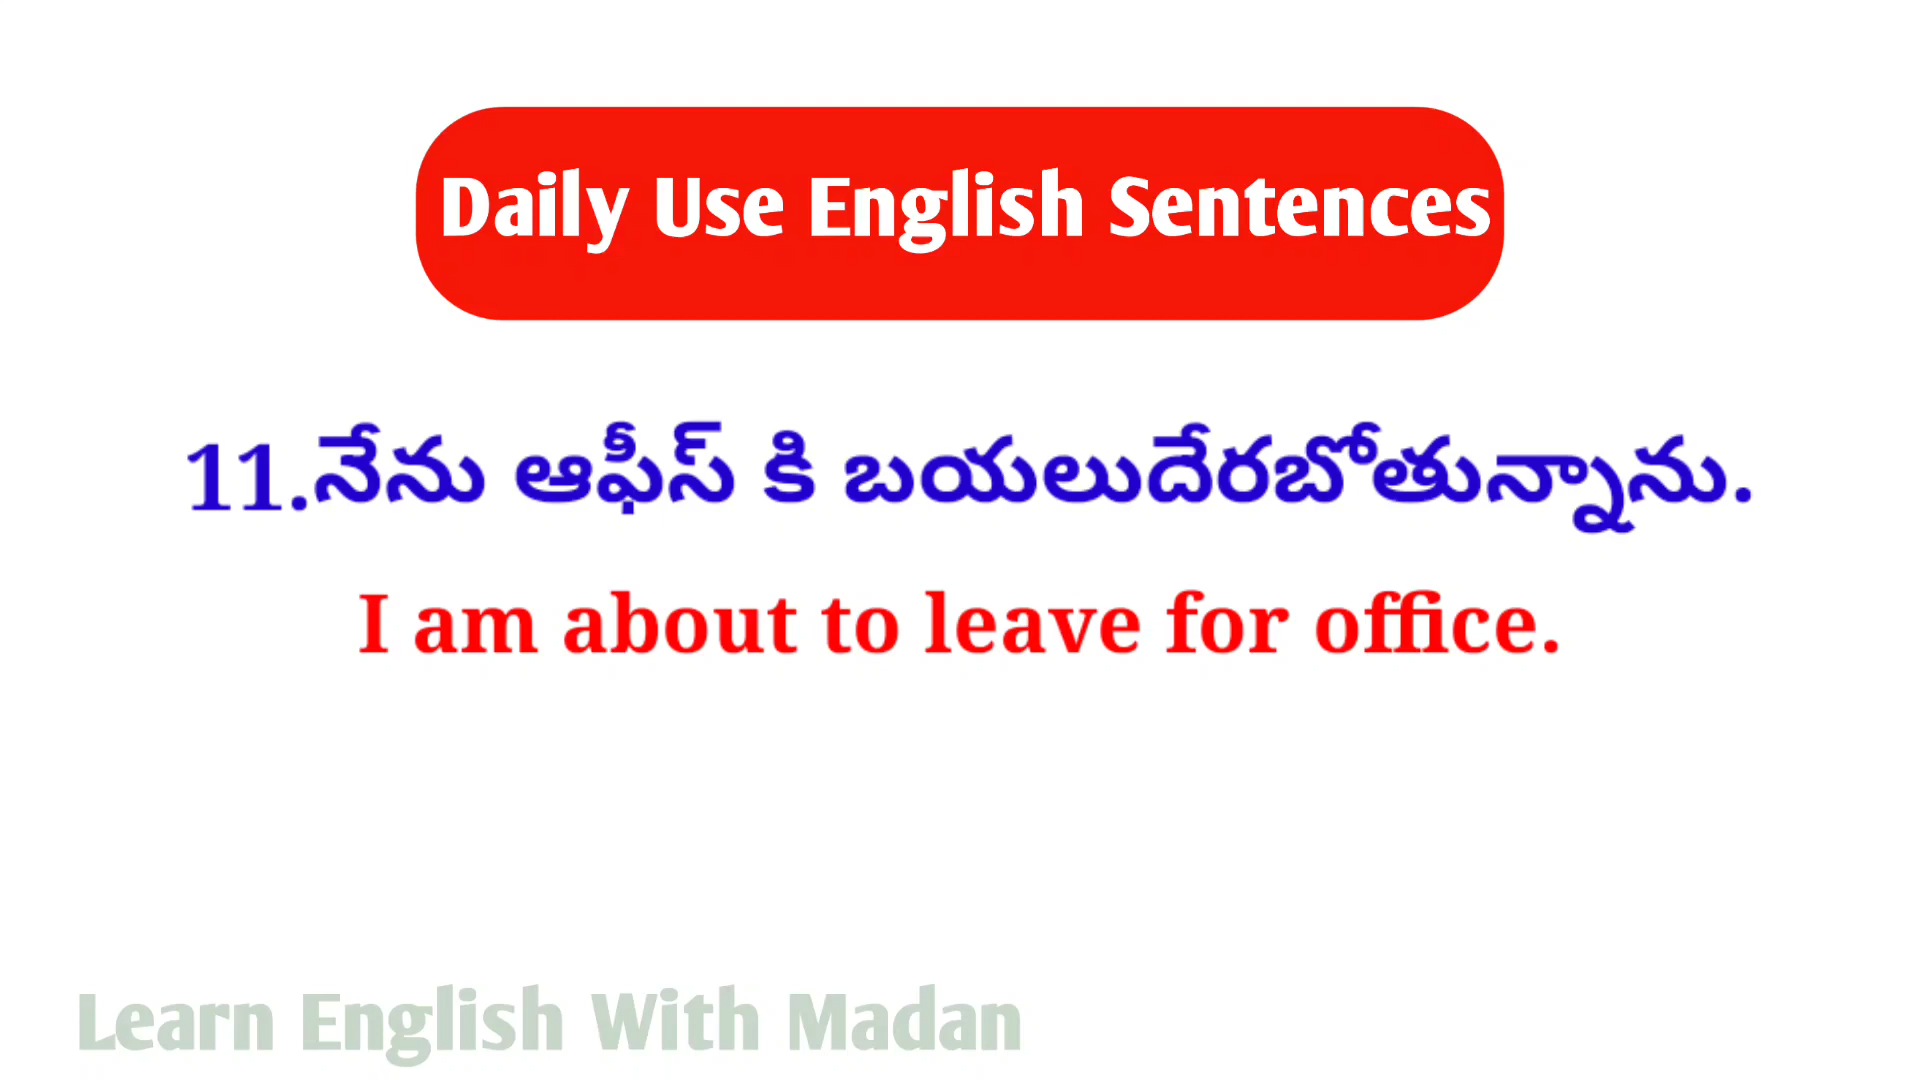 Daily Use English Sentences
11.నేను ఆఫీస్ కి బయలుదేరబోతున్నాను.
I am about to leave for office.
Learn English With Madan